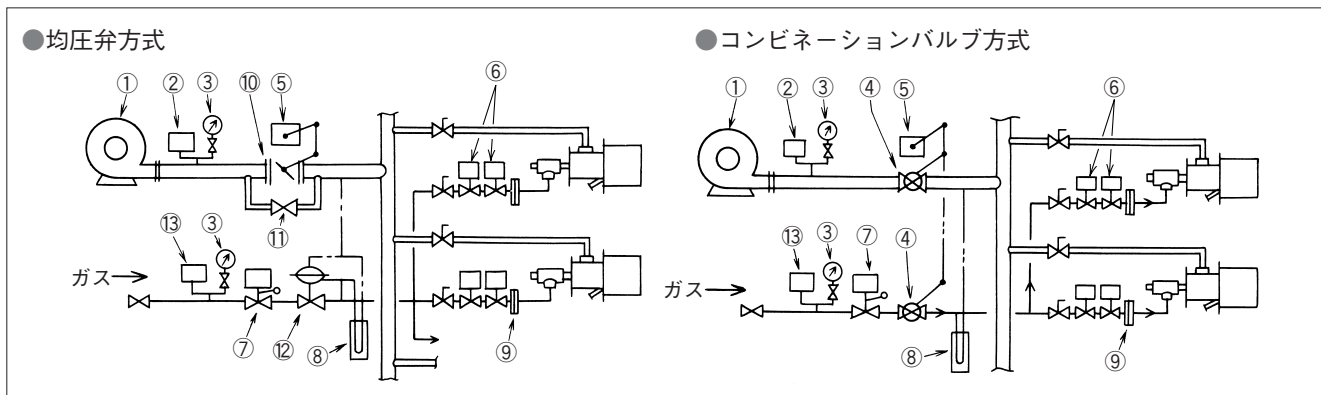 ●均圧弁方式
① ② ③ ⑩ ⑤ ⑥
⑪
⑬ ③
ガス
⑦ ⑫ ⑧ ⑨
●コンビネーションバルブ方式
① ② ③ ④ ⑤ ⑥
⑬ ③ ⑦ ④
ガス
⑧ ⑨